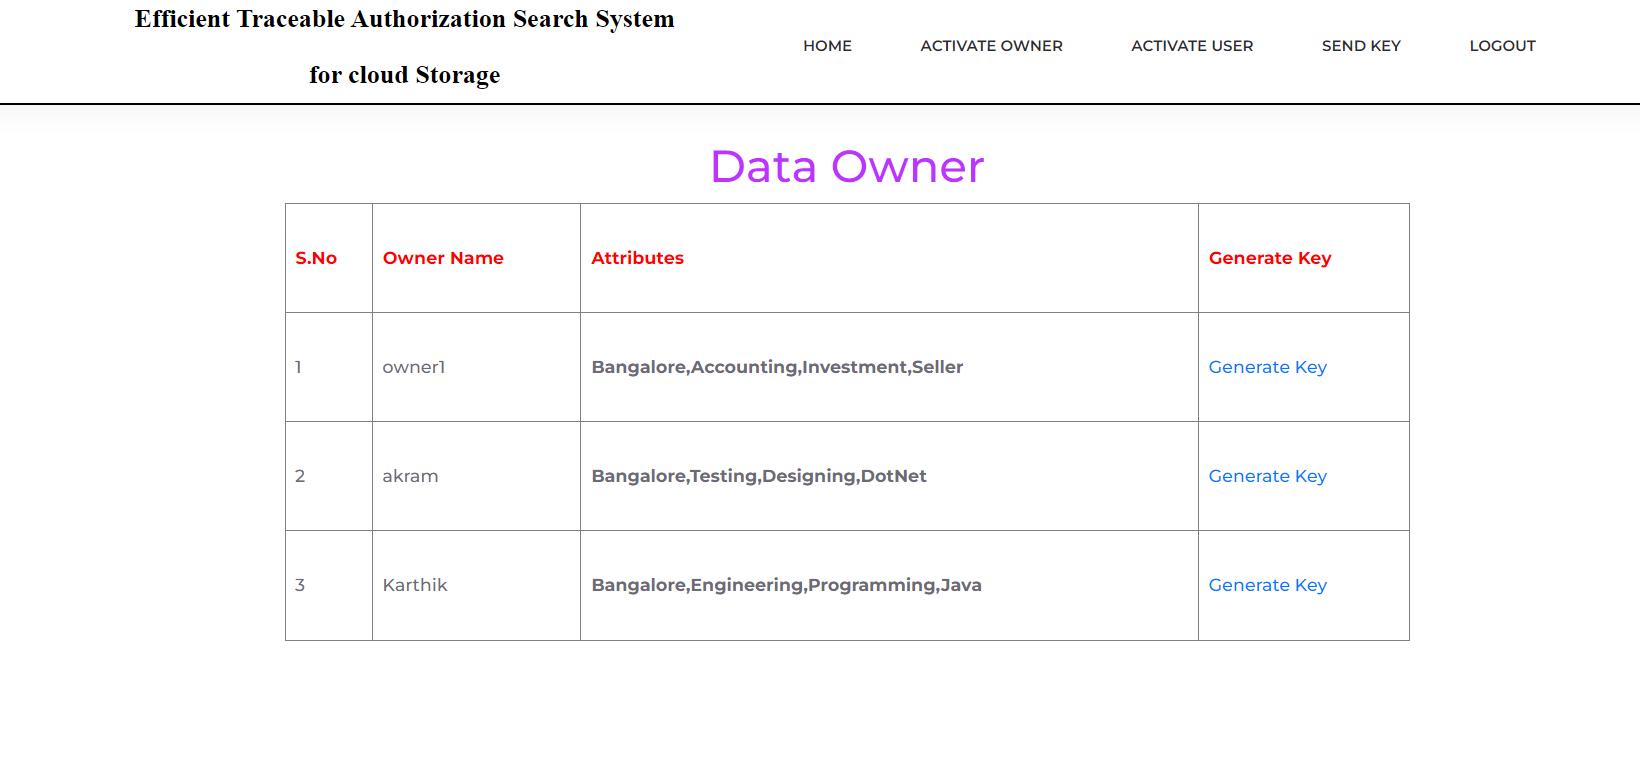 Efficient Traceable Authorization Search System
for cloud Storage
HOME ACTIVATE OWNER ACTIVATE USER SEND KEY LOGOUT
Data Owner
S.No Owner Name Attributes Generate Key
1 owner1 Bangalore,Accounting,Investment,Seller Generate Key
2 akram Bangalore,Testing,Designing,DotNet Generate Key
3 Karthik Bangalore,Engineering,Programming,Java Generate Key